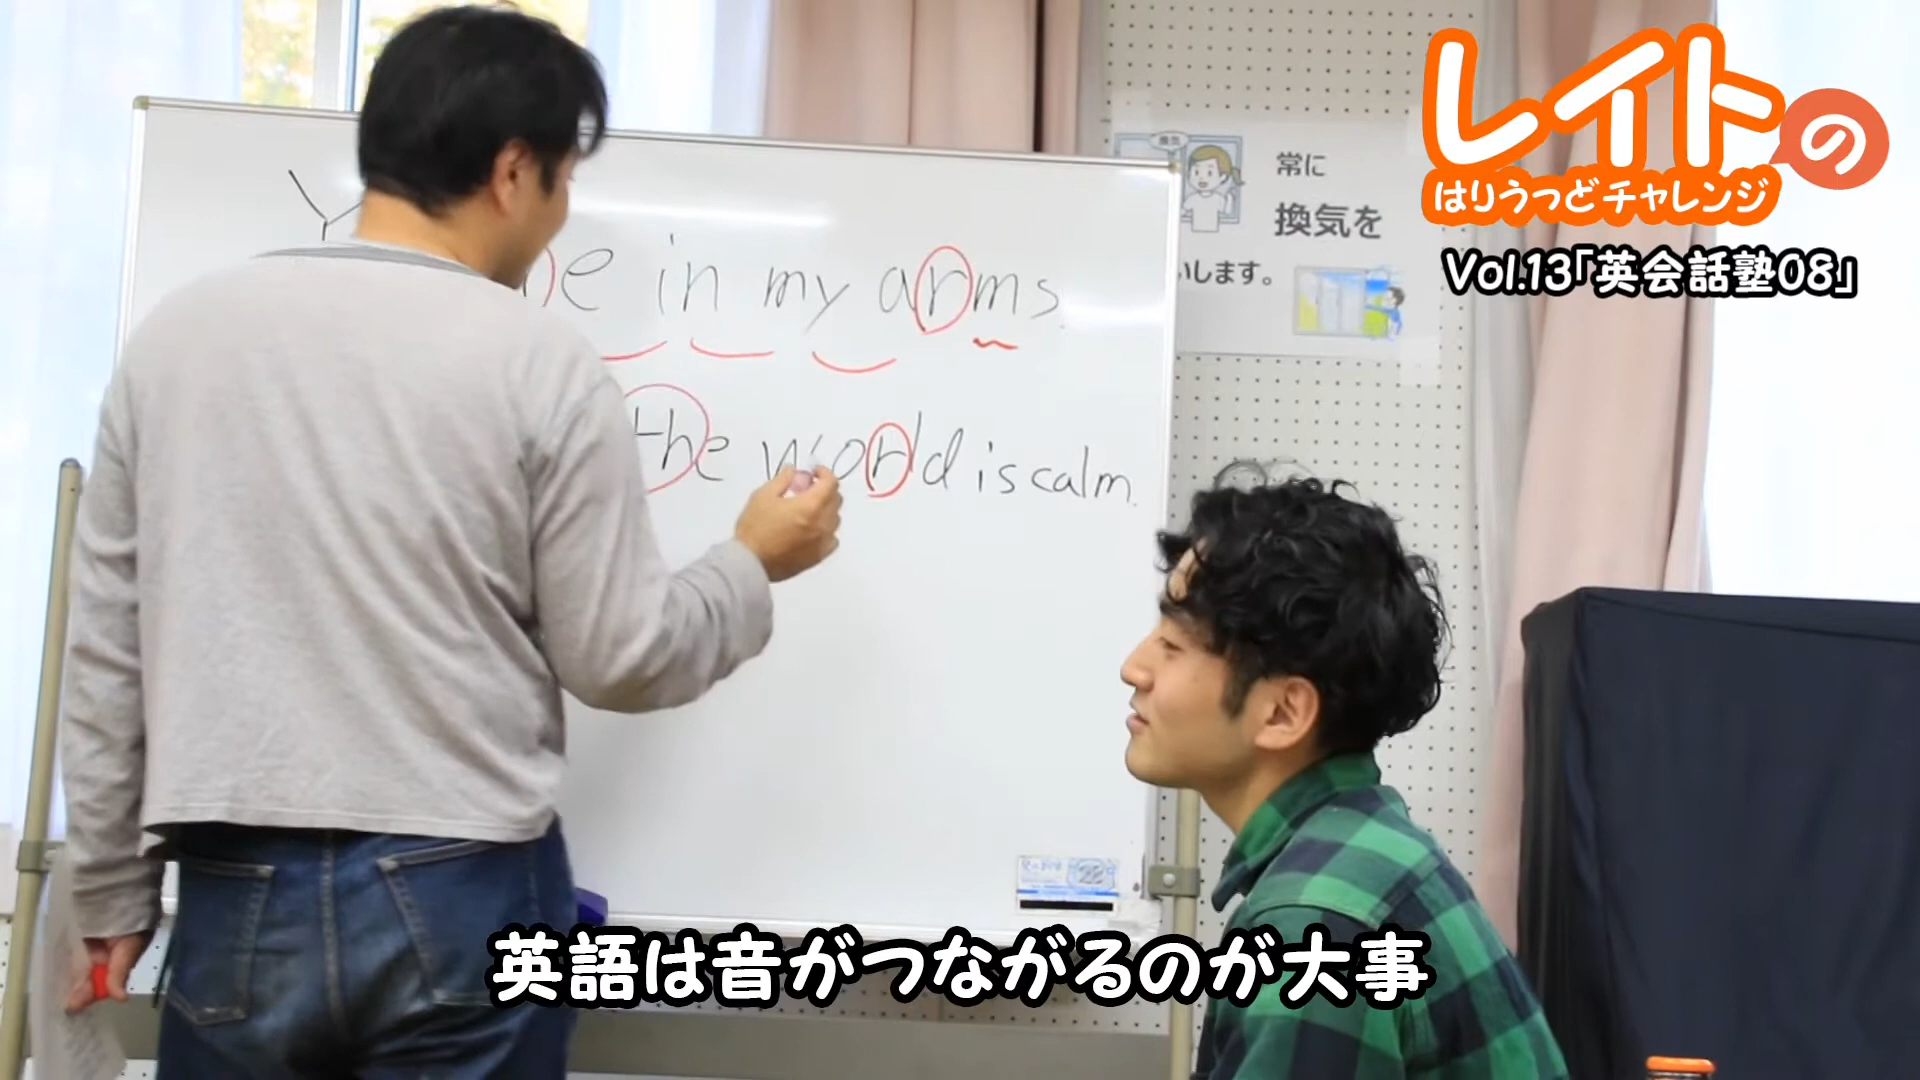 レイトの
はりうっどチャレンジ
Vol.13「英会話塾08」
常に
換気を
いします。
Y
e in my arms.
the world is calm.
英語は音がつながるのが大事